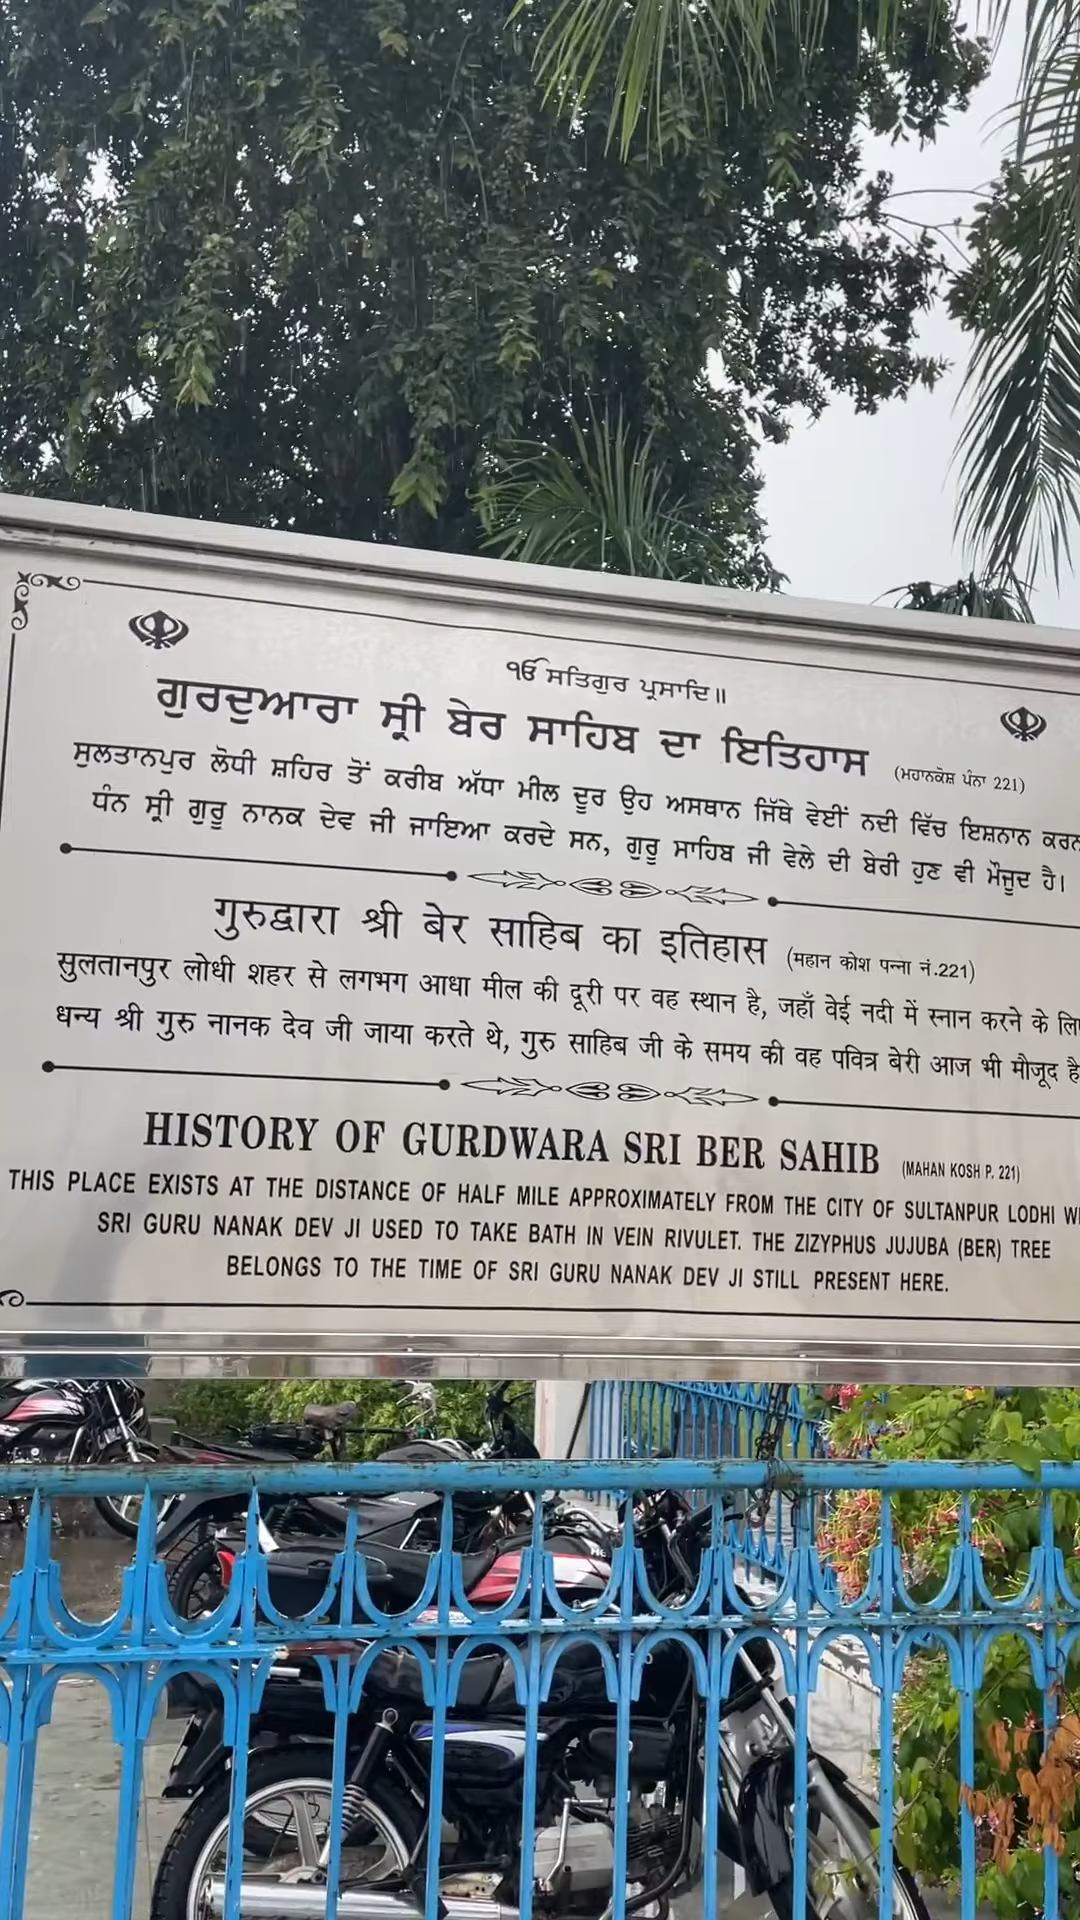 ੴ ਸਤਿਗੁਰ ਪ੍ਰਸਾਦਿ॥
ਗੁਰਦੁਆਰਾ ਸ੍ਰੀ ਬੇਰ ਸਾਹਿਬ ਦਾ ਇਤਿਹਾਸ (ਮਹਾਨਕੋਸ਼ ਪੰਨਾ 221)
ਸੁਲਤਾਨਪੁਰ ਲੋਧੀ ਸ਼ਹਿਰ ਤੋਂ ਕਰੀਬ ਅੱਧਾ ਮੀਲ ਦੂਰ ਉਹ ਅਸਥਾਨ ਜਿੱਥੇ ਵੇਈਂ ਨਦੀ ਵਿੱਚ ਇਸ਼ਨਾਨ ਕਰਨ
ਧੰਨ ਸ੍ਰੀ ਗੁਰੂ ਨਾਨਕ ਦੇਵ ਜੀ ਜਾਇਆ ਕਰਦੇ ਸਨ, ਗੁਰੂ ਸਾਹਿਬ ਜੀ ਵੇਲੇ ਦੀ ਬੇਰੀ ਹੁਣ ਵੀ ਮੌਜੂਦ ਹੈ।
गुरुद्वारा श्री बेर साहिब का इतिहास (महान कोश पन्ना नं.221)
सुलतानपुर लोधी शहर से लगभग आधा मील की दूरी पर वह स्थान है, जहाँ वेई नदी में स्नान करने के
धन्य श्री गुरु नानक देव जी जाया करते थे, गुरु साहिब जी के समय की वह पवित्र बेरी आज भी मौजूद है
HISTORY OF GURDWARA SRI BER SAHIB (MAHAN KOSH P. 221)
THIS PLACE EXISTS AT THE DISTANCE OF HALF MILE APPROXIMATELY FROM THE CITY OF SULTANPUR LODHI
SRI GURU NANAK DEV JI USED TO TAKE BATH IN VEIN RIVULET. THE ZIZYPHUS JUJUBA (BER) TREE
BELONGS TO THE TIME OF SRI GURU NANAK DEV JI STILL PRESENT HERE.